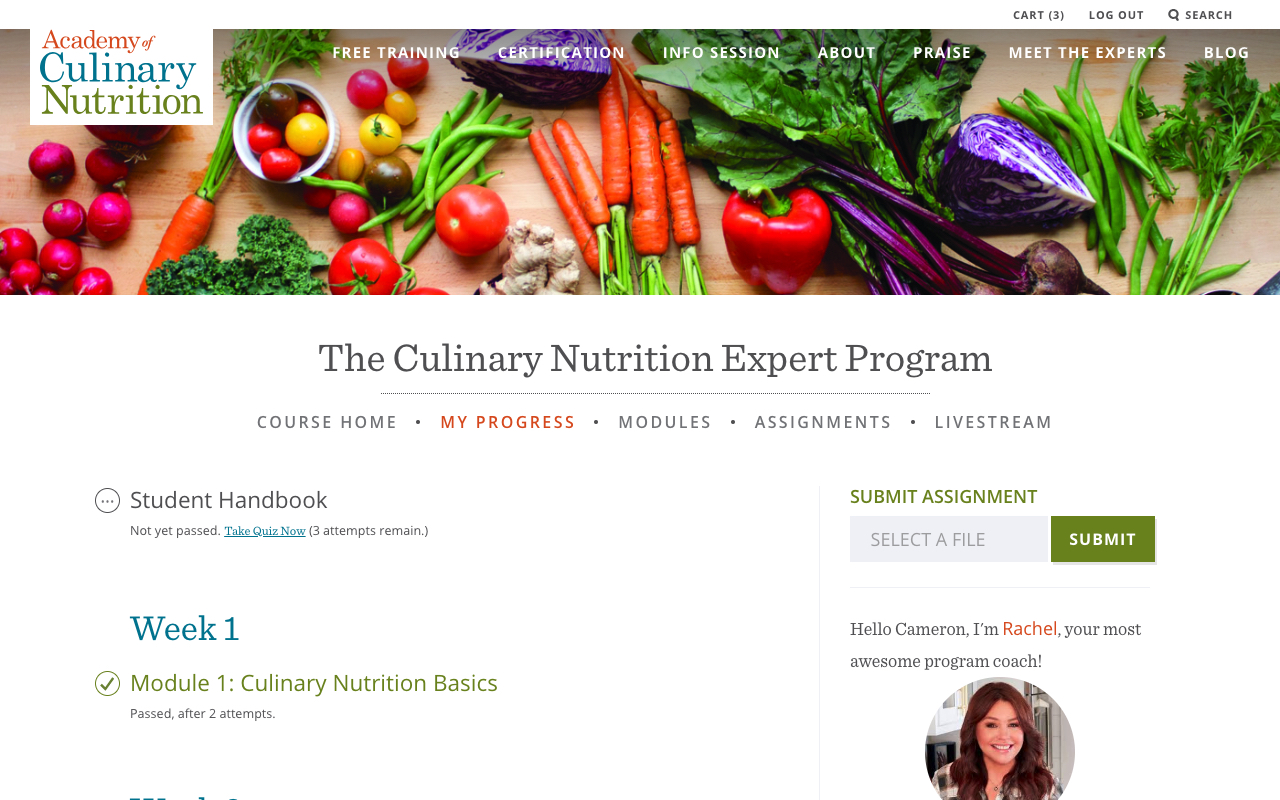 CART (3) LOG OUT SEARCH
Academy of
Culinary
Nutrition
FREE TRAINING CERTIFICATION INFO SESSION ABOUT PRAISE MEET THE EXPERTS BLOG
The Culinary Nutrition Expert Program
COURSE HOME • MY PROGRESS • MODULES • ASSIGNMENTS • LIVESTREAM
Student Handbook
Not yet passed. Take Quiz Now (3 attempts remain.)
Week 1
Module 1: Culinary Nutrition Basics
Passed, after 2 attempts.
SUBMIT ASSIGNMENT
SELECT A FILE SUBMIT
Hello Cameron, I'm Rachel, your most
awesome program coach!